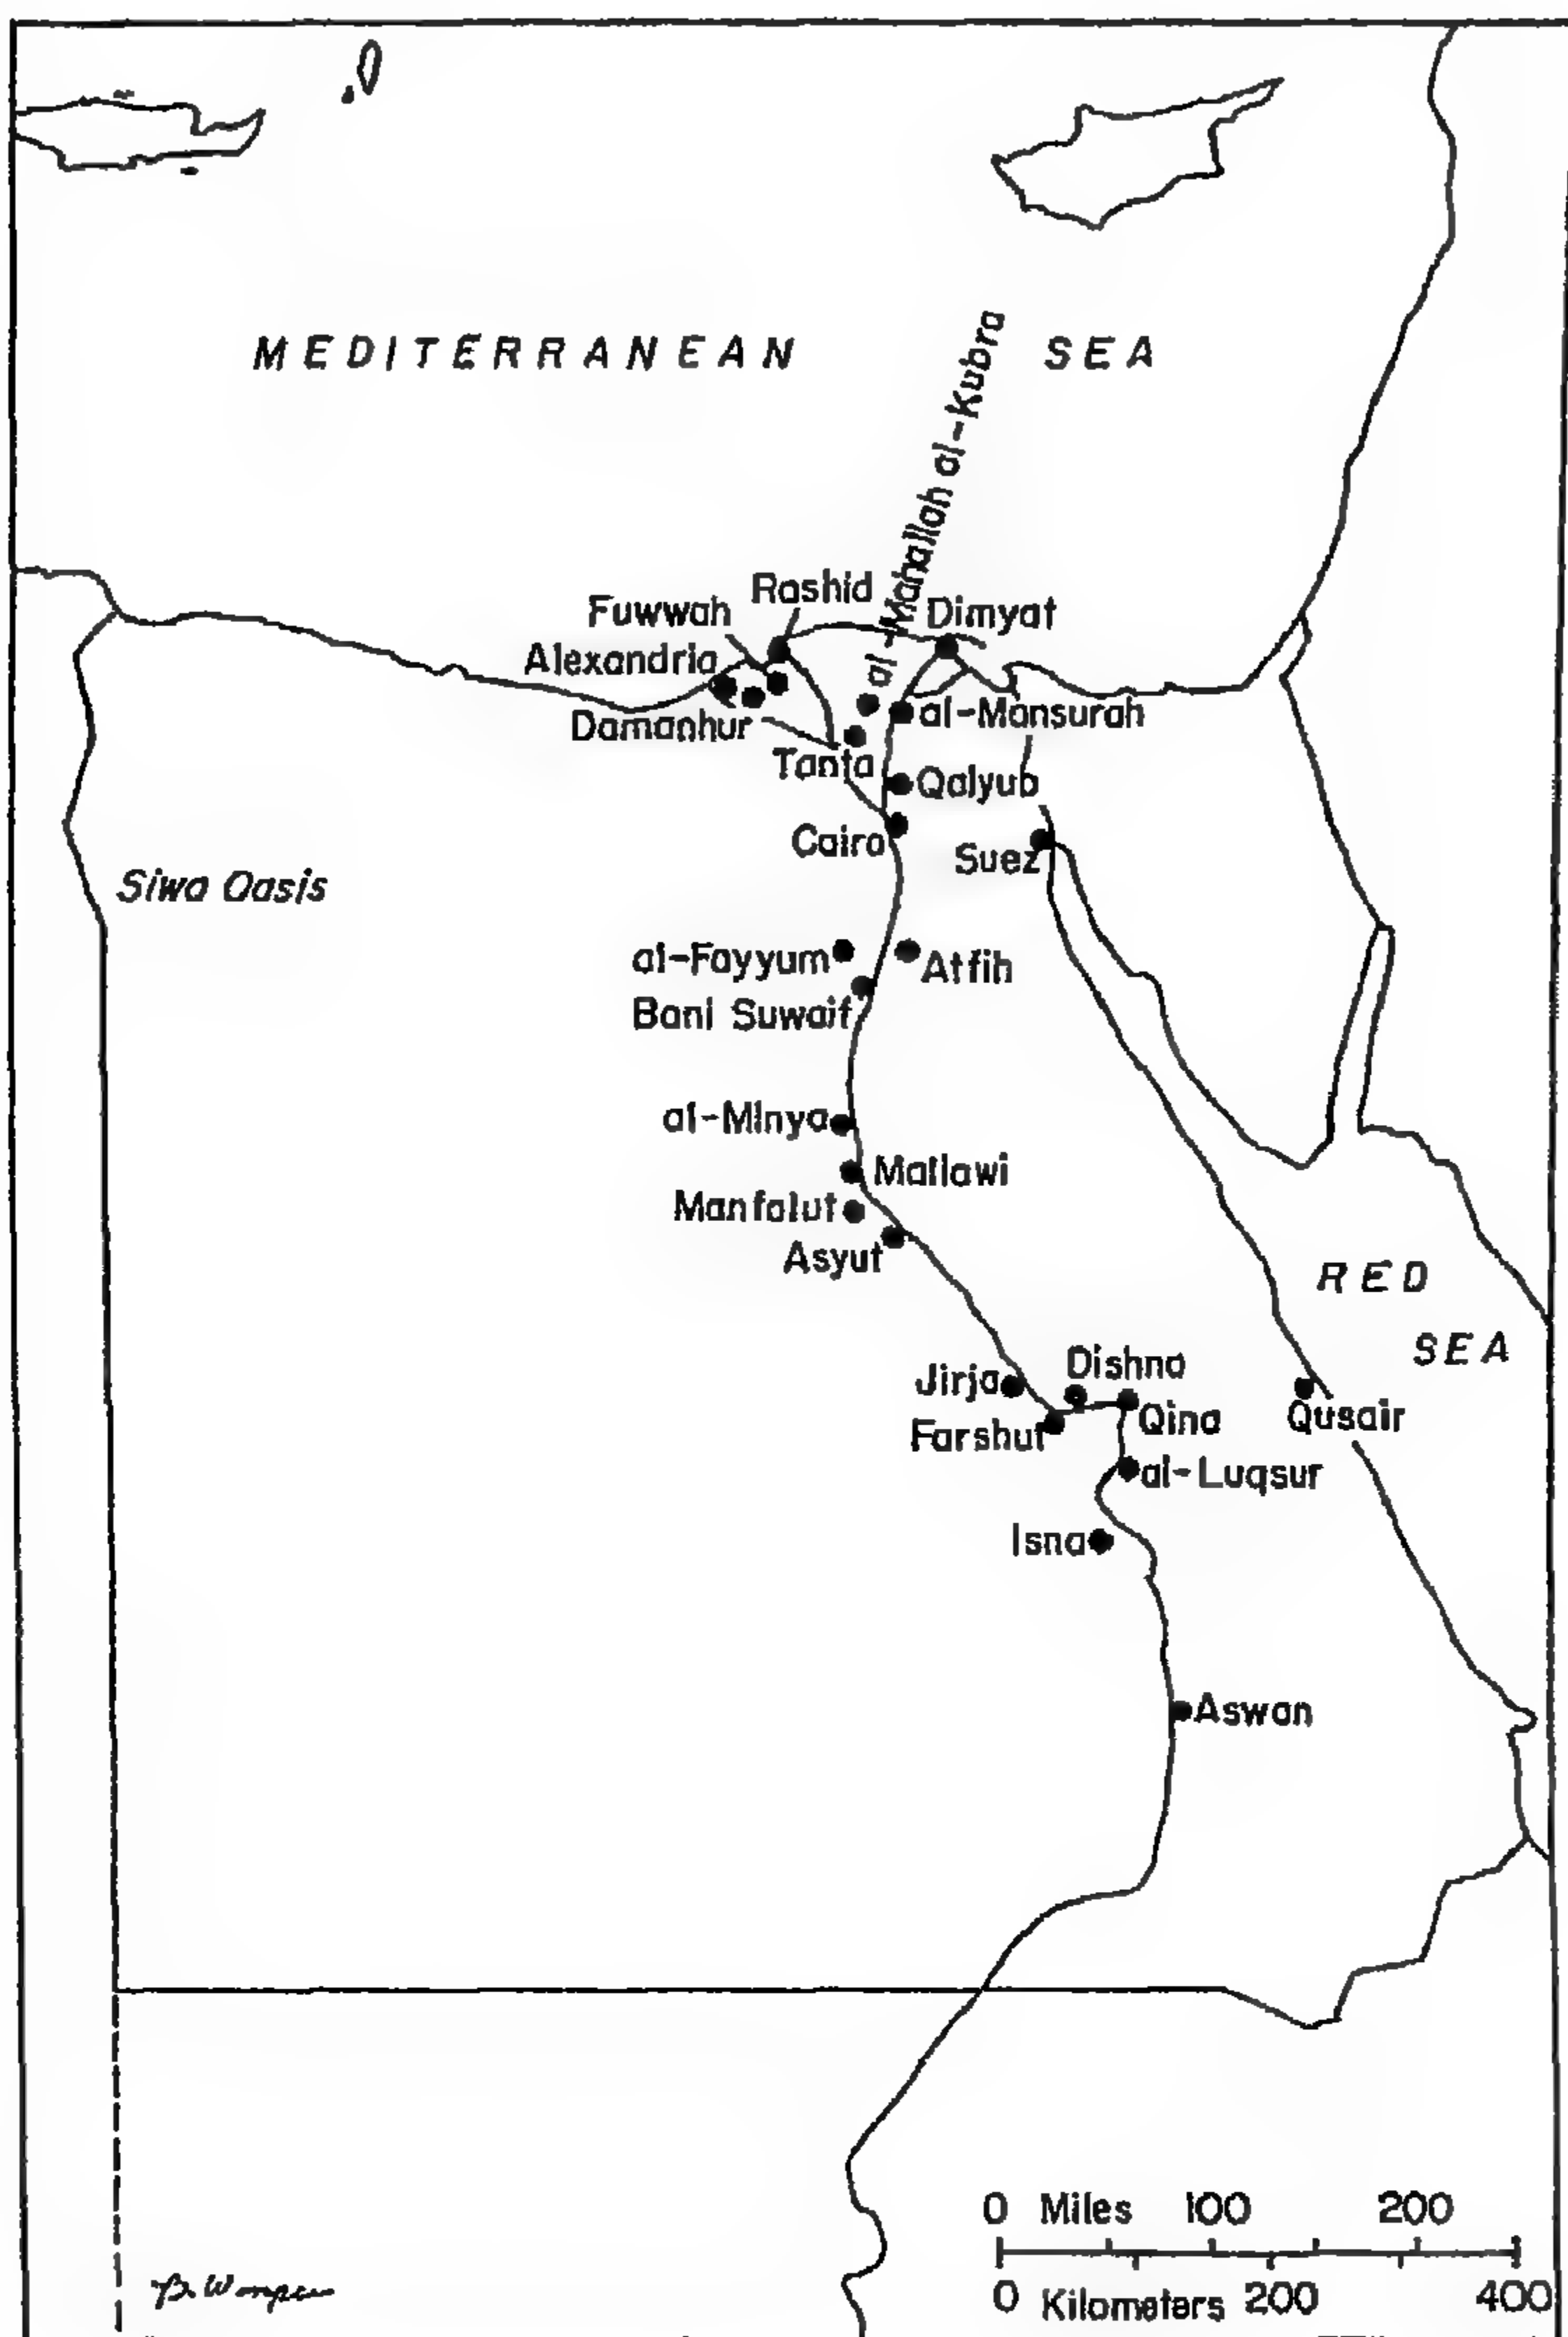 MEDITERRANEAN SEA
al-Mahallah al-Kubra
Rashid
Fuwwah
Dimyat
Alexandria
Damanhur
al-Mansurah
Tanta
Qalyub
Cairo
Suez
Siwa Oasis
al-Fayyum
Atfih
Bani Suwaif
al-Minya
Mallawi
Manfalut
Asyut
RED
SEA
Dishna
Jirja
Qina
Qusair
Farshut
al-Luqsur
Isna
Aswan
0 Miles 100 200
0 Kilometers 200 400